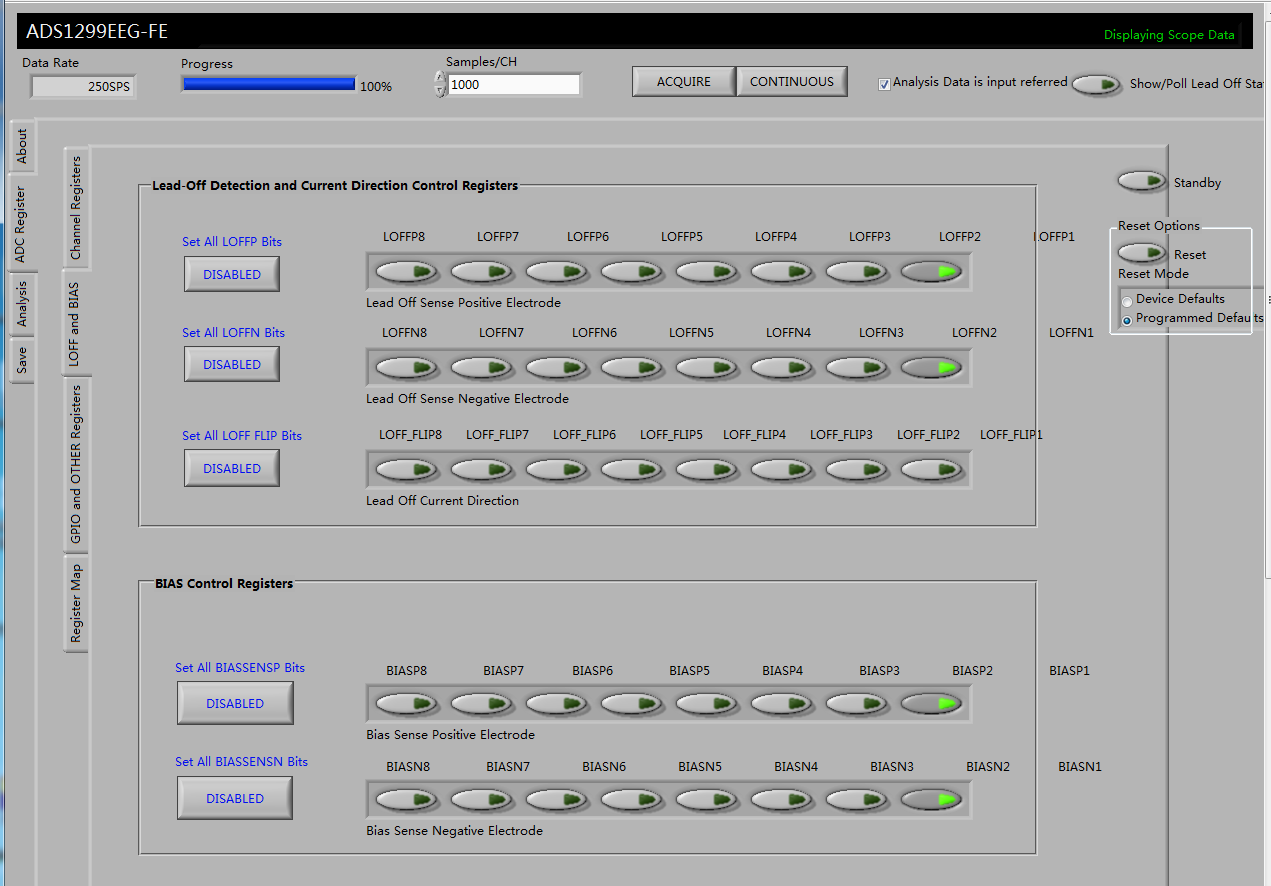 ADS1299EEG-FE
Displaying Scope Data
Data Rate
250SPS
Progress
100%
Samples/CH
1000
ACQUIRE
CONTINUOUS
Analysis Data is input referred
Show/Poll Lead Off Sta
About
ADC Register
Analysis
Save
Channel Registers
LOFF and BIAS
GPIO and OTHER Registers
Register Map
Lead-Off Detection and Current Direction Control Registers
Set All LOFFP Bits
DISABLED
LOFFP8 LOFFP7 LOFFP6 LOFFP5 LOFFP4 LOFFP3 LOFFP2 LOFFP1
Lead Off Sense Positive Electrode
Set All LOFFN Bits
DISABLED
LOFFN8 LOFFN7 LOFFN6 LOFFN5 LOFFN4 LOFFN3 LOFFN2 LOFFN1
Lead Off Sense Negative Electrode
Set All LOFF FLIP Bits
DISABLED
LOFF_FLIP8 LOFF_FLIP7 LOFF_FLIP6 LOFF_FLIP5 LOFF_FLIP4 LOFF_FLIP3 LOFF_FLIP2 LOFF_FLIP1
Lead Off Current Direction
BIAS Control Registers
Set All BIASSENSP Bits
DISABLED
BIASP8 BIASP7 BIASP6 BIASP5 BIASP4 BIASP3 BIASP2 BIASP1
Bias Sense Positive Electrode
Set All BIASSENSN Bits
DISABLED
BIASN8 BIASN7 BIASN6 BIASN5 BIASN4 BIASN3 BIASN2 BIASN1
Bias Sense Negative Electrode
Standby
Reset Options
Reset
Reset Mode
Device Defaults
Programmed Defaults